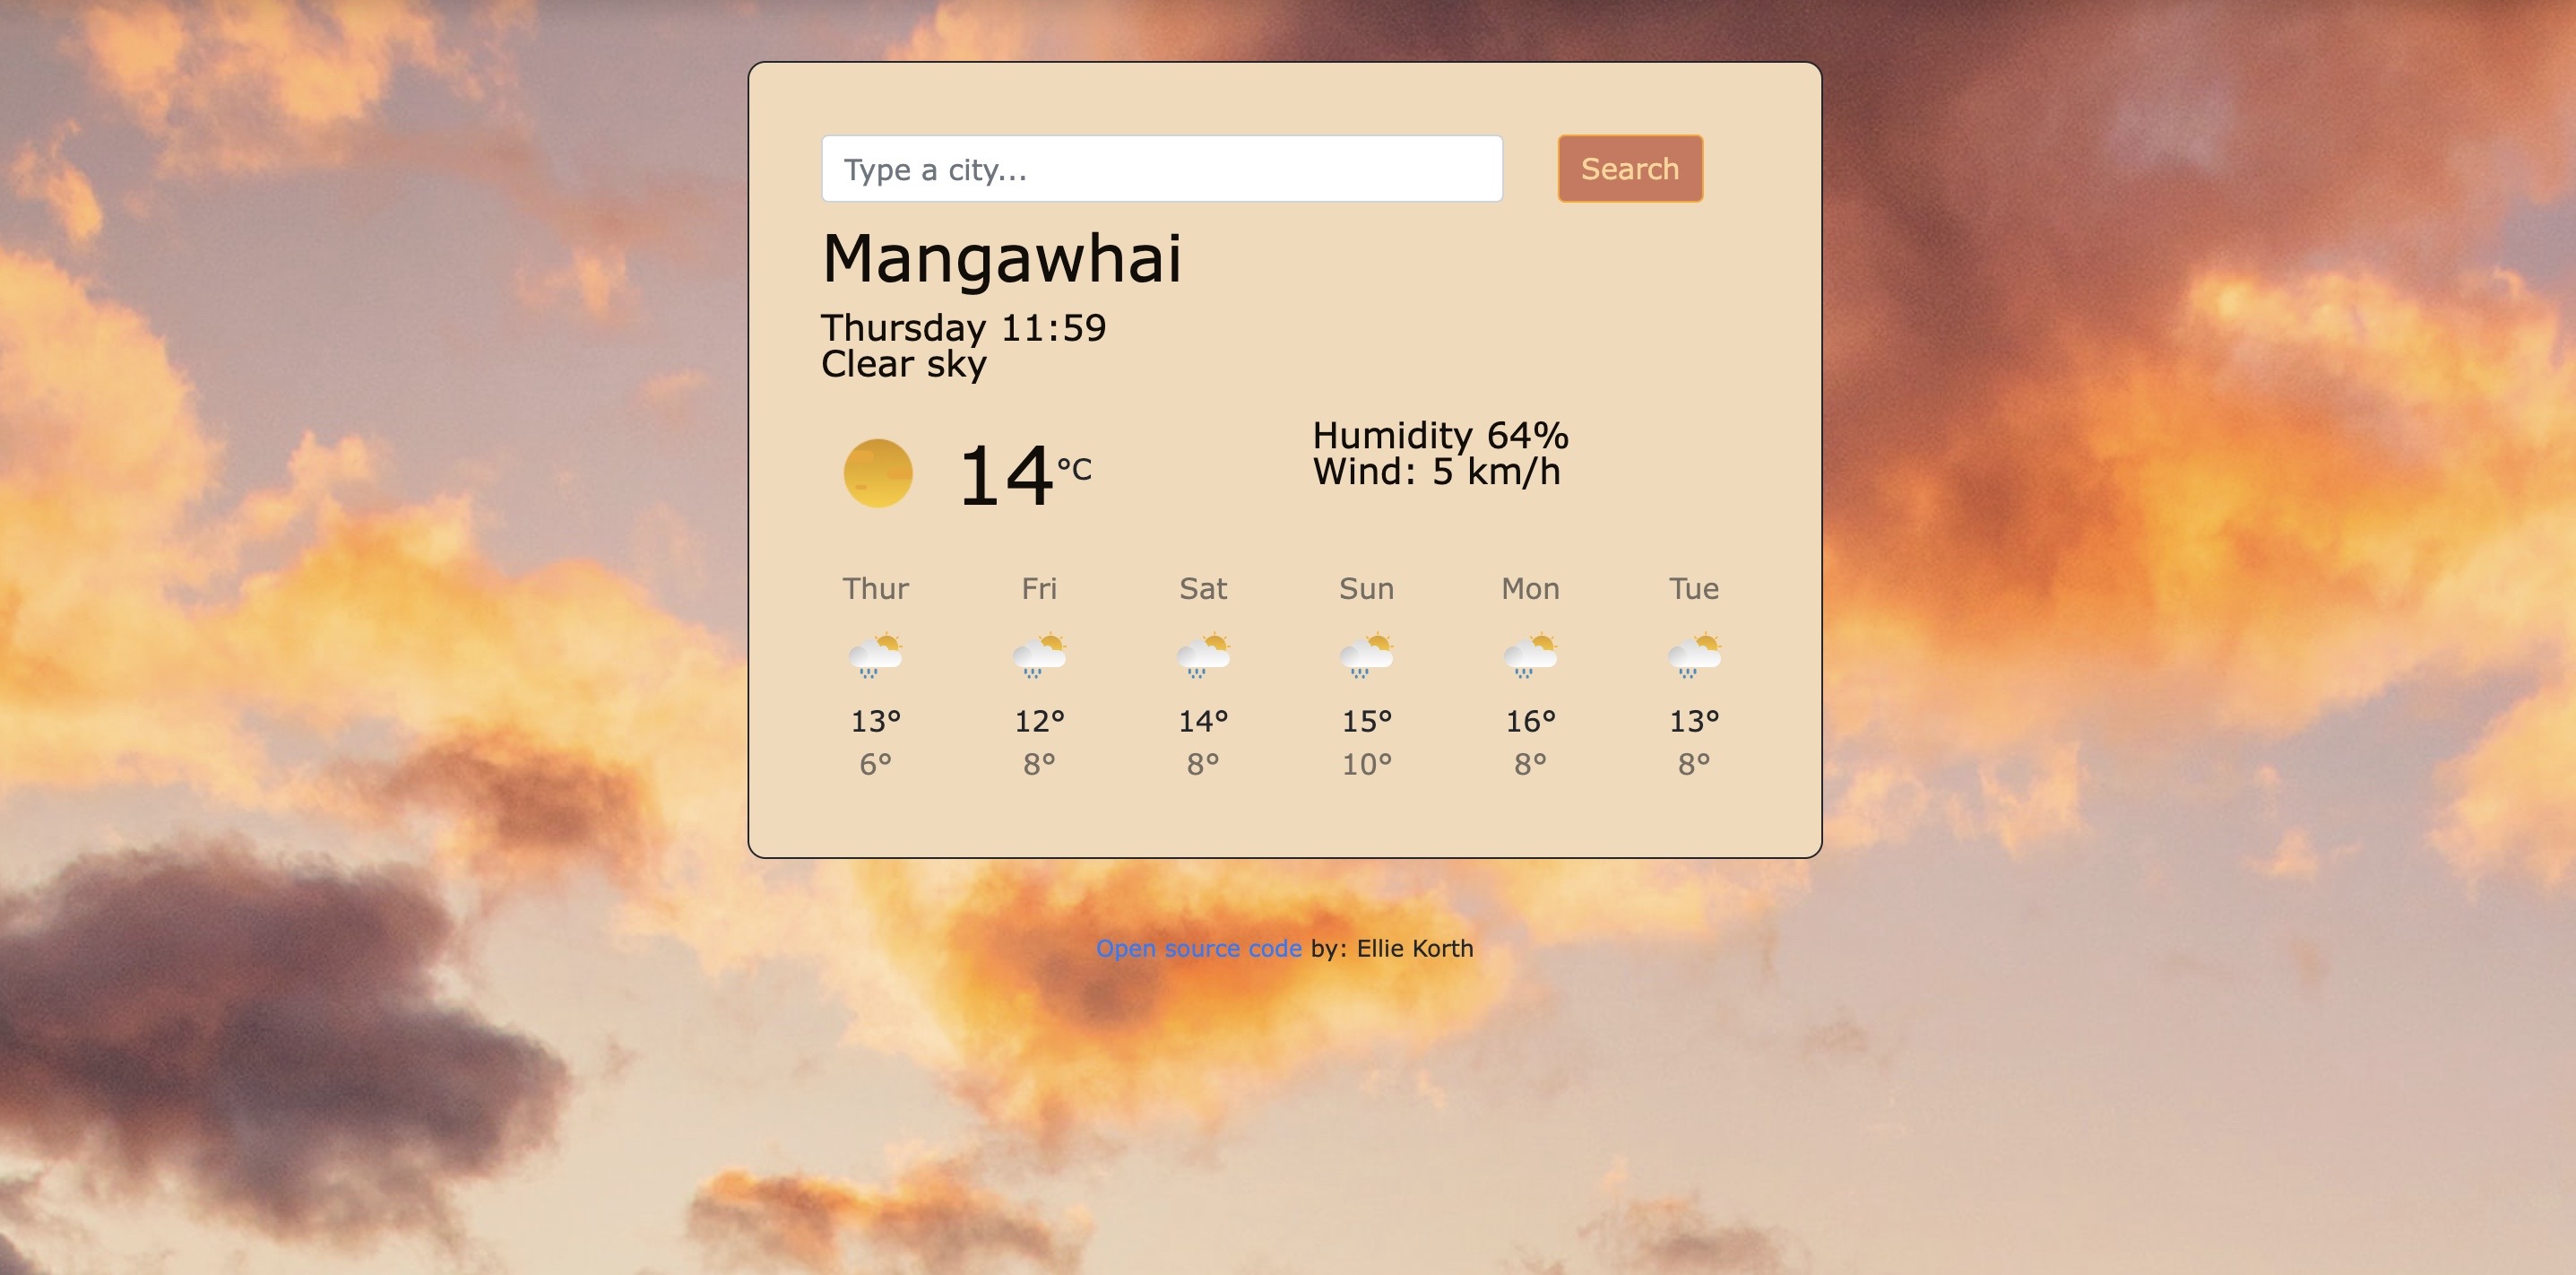 Type a city...
Search
Mangawhai
Thursday 11:59
Clear sky
14°C
Humidity 64%
Wind: 5 km/h
Thur Fri Sat Sun Mon Tue
13° 12° 14° 15° 16° 13°
6° 8° 8° 10° 8° 8°
Open source code by: Ellie Korth